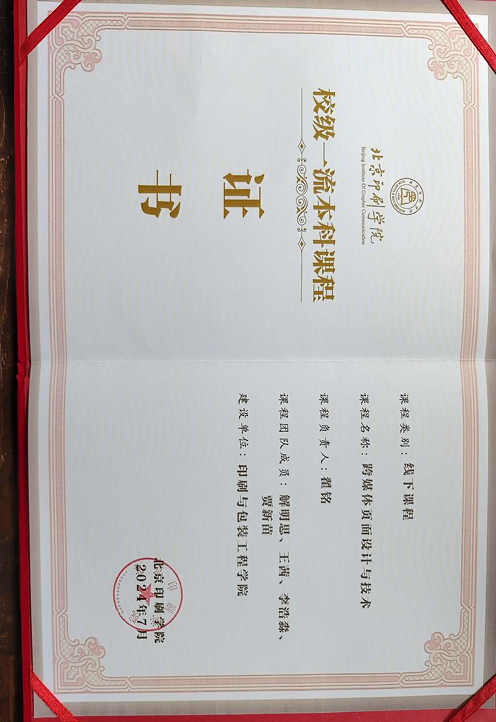 北京印刷学院
Beijing Institute Of Graphic Communication
校级一流本科课程
证
书
课程类别：线下课程
课程名称：跨媒体页面设计与技术
课程负责人：翟铭
课程团队成员：解明思、王茜、李浩淼、
贾新苗
建设单位：印刷与包装工程学院
北京印刷学院
2024年7月